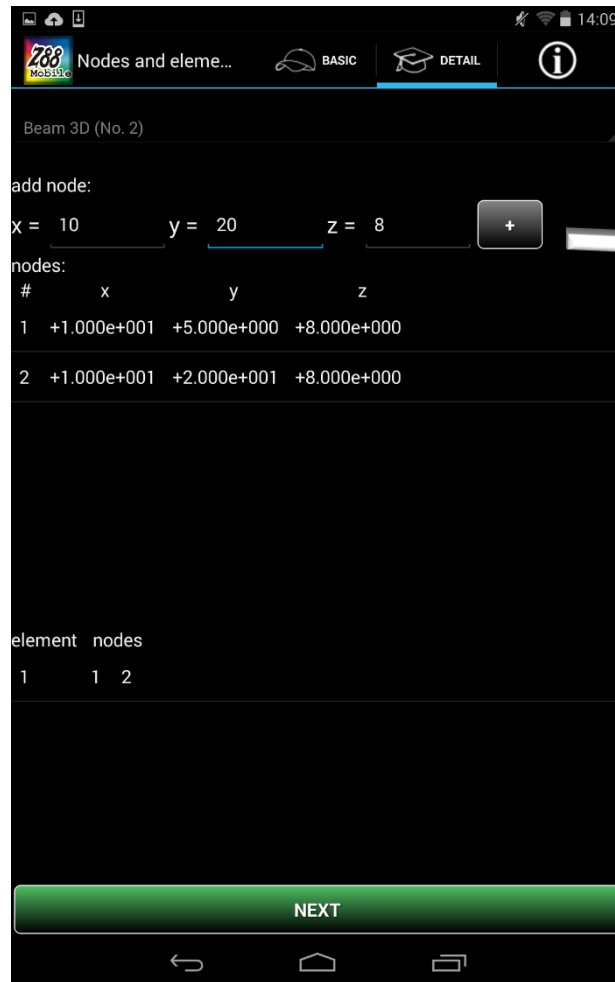 14:09
Z88 Mobile Nodes and eleme... BASIC DETAIL i
Beam 3D (No. 2)
add node:
x = 10 y = 20 z = 8 +
nodes:
# x y z
1 +1.000e+001 +5.000e+000 +8.000e+000
2 +1.000e+001 +2.000e+001 +8.000e+000
element nodes
1 1 2
NEXT